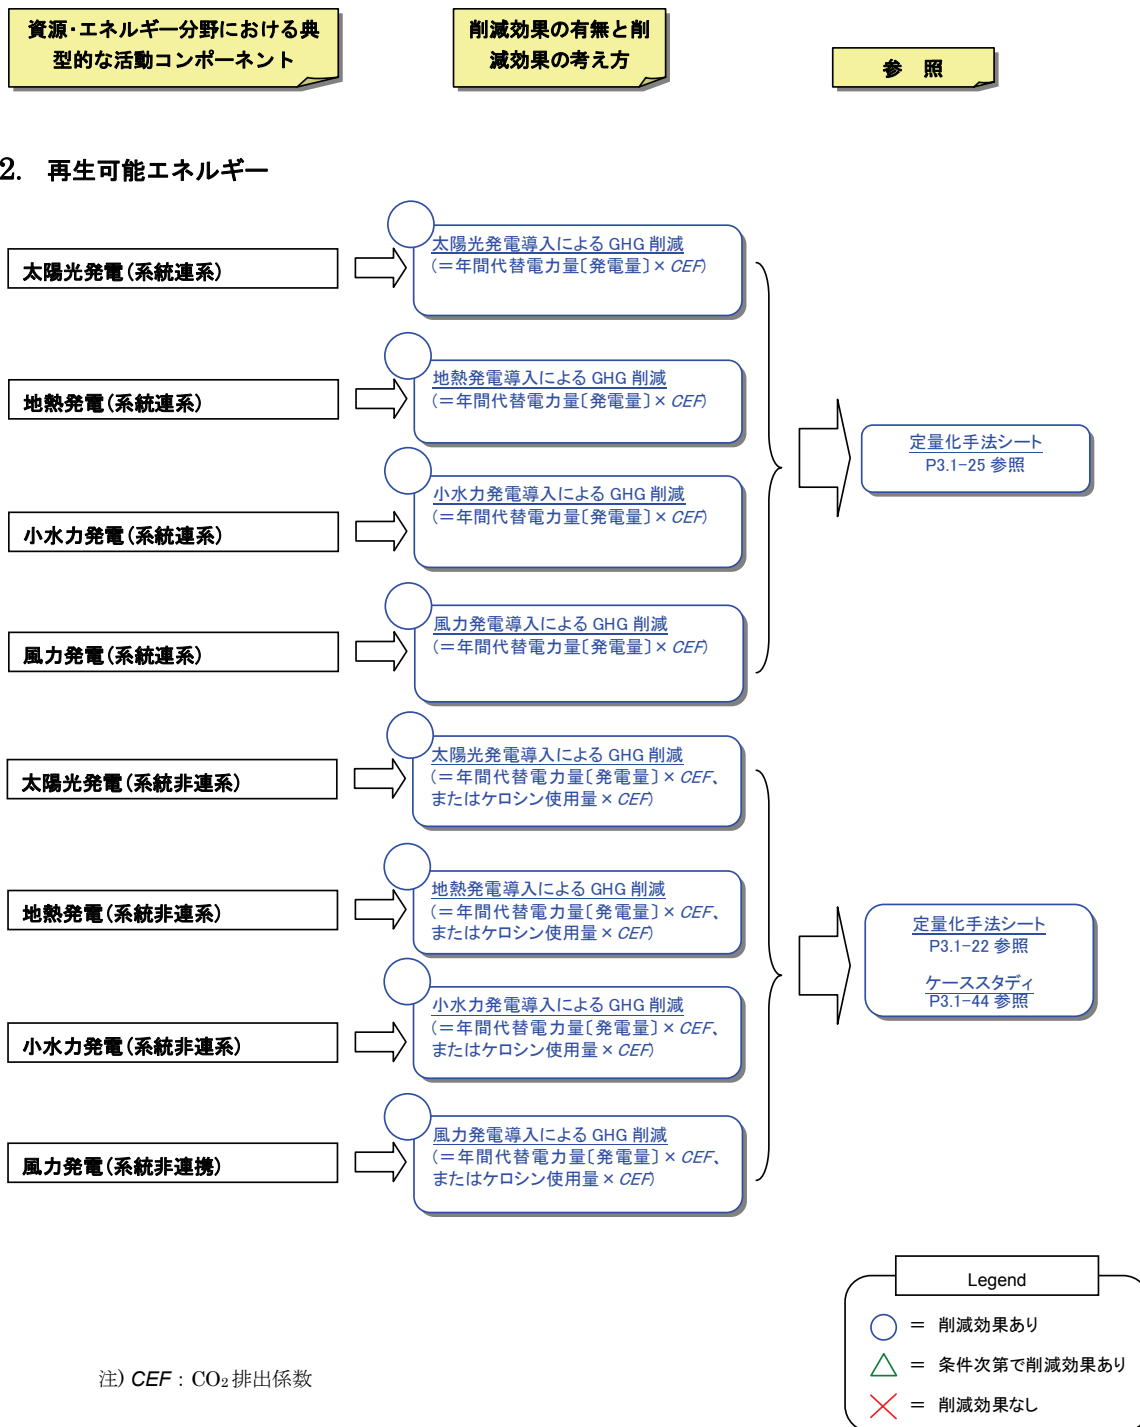 資源･エネルギー分野における典
型的な活動コンポーネント
削減効果の有無と削
減効果の考え方
参　照
2.　再生可能エネルギー
太陽光発電（系統連系）
太陽光発電導入による GHG 削減
（＝年間代替電力量〔発電量〕× CEF）
地熱発電（系統連系）
地熱発電導入による GHG 削減
（＝年間代替電力量〔発電量〕× CEF）
小水力発電（系統連系）
小水力発電導入による GHG 削減
（＝年間代替電力量〔発電量〕× CEF）
風力発電（系統連系）
風力発電導入による GHG 削減
（＝年間代替電力量〔発電量〕× CEF）
定量化手法シート
P3.1-25 参照
太陽光発電（系統非連系）
太陽光発電導入による GHG 削減
（＝年間代替電力量〔発電量〕× CEF、
またはケロシン使用量× CEF）
地熱発電（系統非連系）
地熱発電導入による GHG 削減
（＝年間代替電力量〔発電量〕× CEF、
またはケロシン使用量× CEF）
小水力発電（系統非連系）
小水力発電導入による GHG 削減
（＝年間代替電力量〔発電量〕× CEF、
またはケロシン使用量× CEF）
風力発電（系統非連携）
風力発電導入による GHG 削減
（＝年間代替電力量〔発電量〕× CEF、
またはケロシン使用量× CEF）
定量化手法シート
P3.1-22 参照
ケーススタディ
P3.1-44 参照
Legend
＝ 削減効果あり
＝ 条件次第で削減効果あり
＝ 削減効果なし
注) CEF：CO₂排出係数